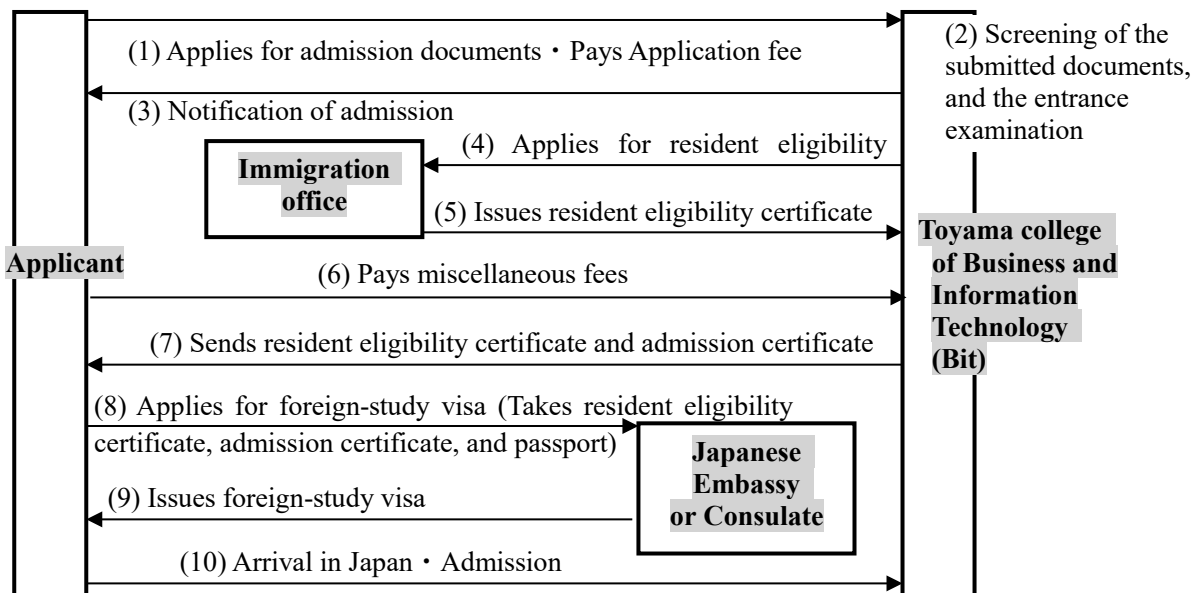 (1) Applies for admission documents・Pays Application fee
(2) Screening of the
submitted documents,
and the entrance
examination
(3) Notification of admission
(4) Applies for resident eligibility
Immigration
office
(5) Issues resident eligibility certificate
Applicant
Toyama college
of Business and
Information
Technology
(Bit)
(6) Pays miscellaneous fees
(7) Sends resident eligibility certificate and admission certificate
(8) Applies for foreign-study visa (Takes resident eligibility
certificate, admission certificate, and passport)
Japanese
Embassy
or Consulate
(9) Issues foreign-study visa
(10) Arrival in Japan・Admission